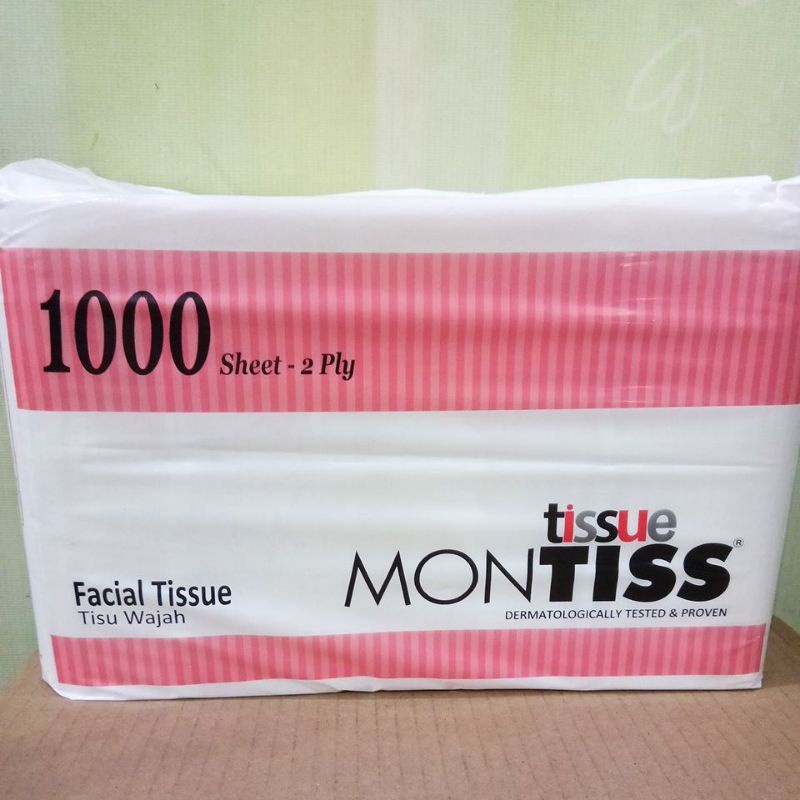 1000 Sheet - 2 Ply
tissue
MONTISS®
DERMATOLOGICALLY TESTED & PROVEN
Facial Tissue
Tisu Wajah